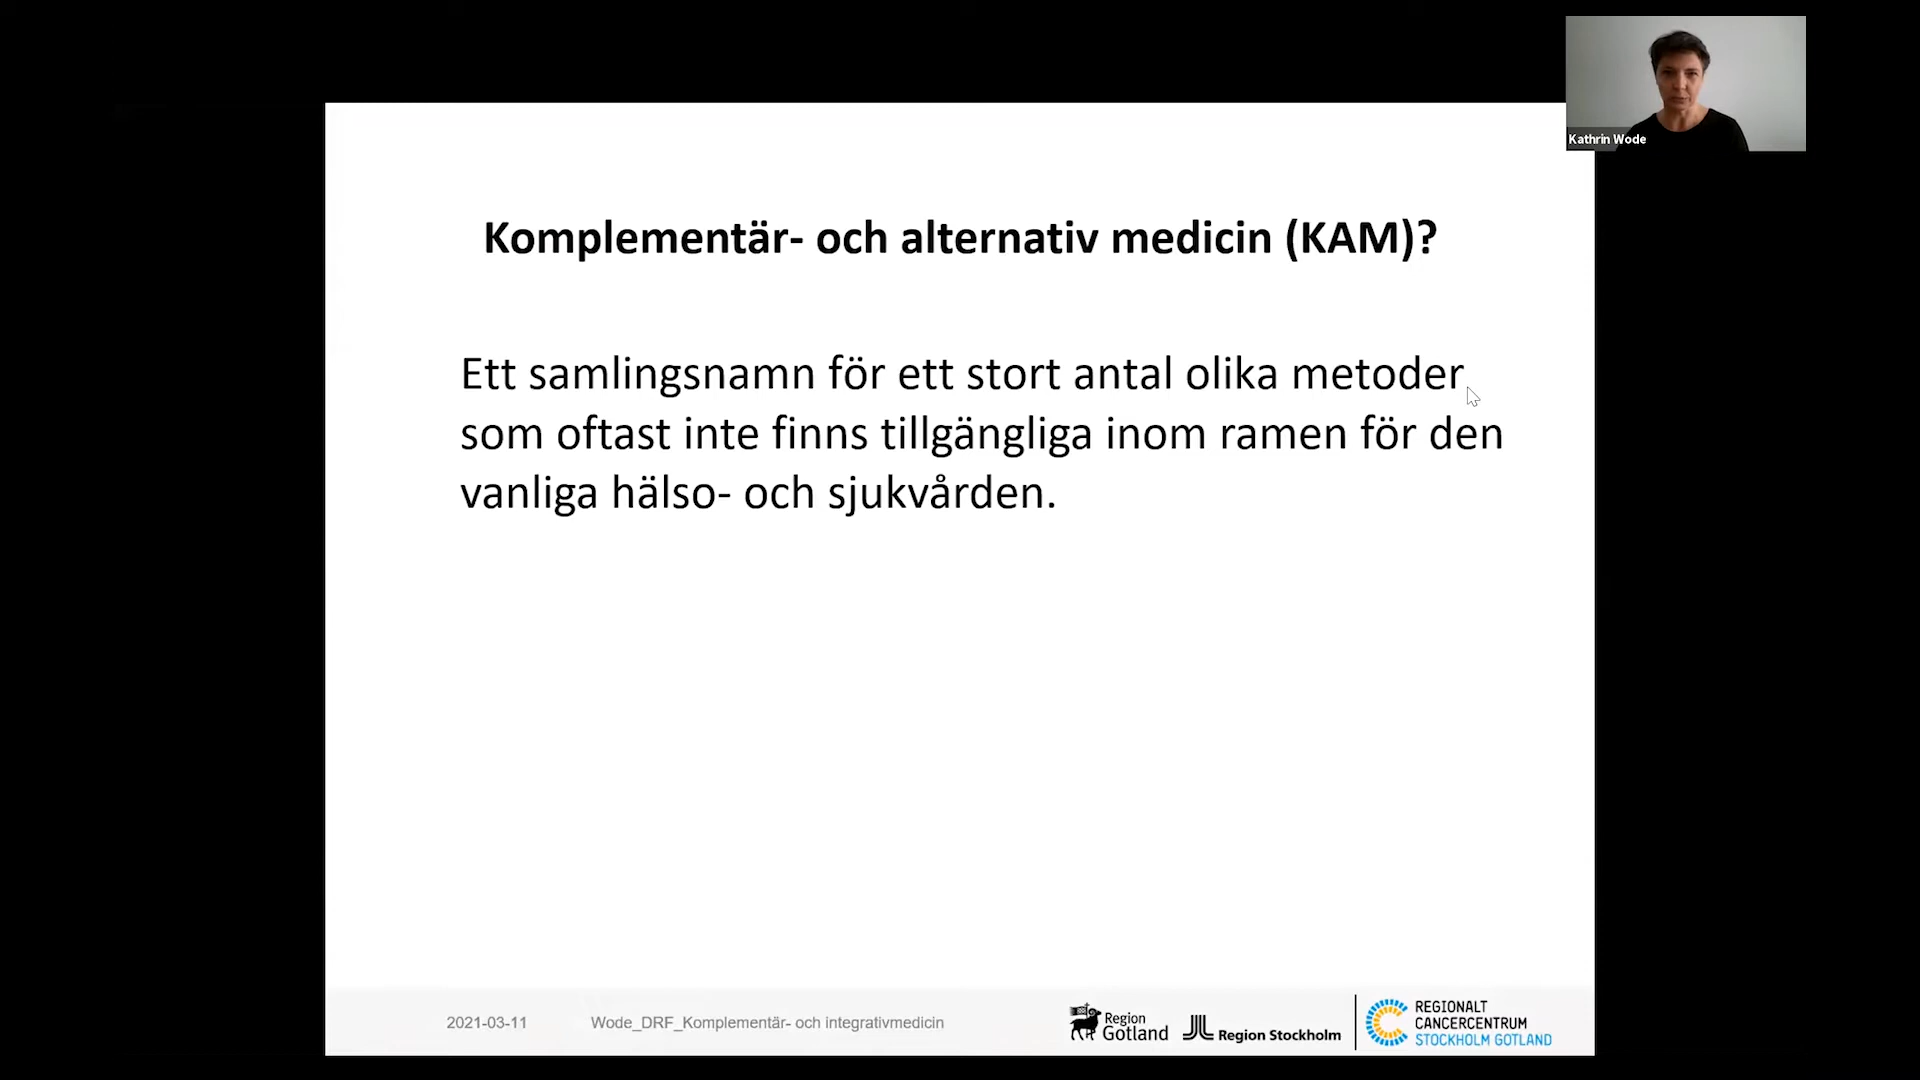 Kathrin Wode
Komplementär- och alternativ medicin (KAM)?
Ett samlingsnamn för ett stort antal olika metoder
som oftast inte finns tillgängliga inom ramen för den
vanliga hälso- och sjukvården.
2021-03-11
Wode_DRF_Komplementär- och integrativmedicin
Region
Gotland
Region Stockholm
REGIONALT
CANCERCENTRUM
STOCKHOLM GOTLAND